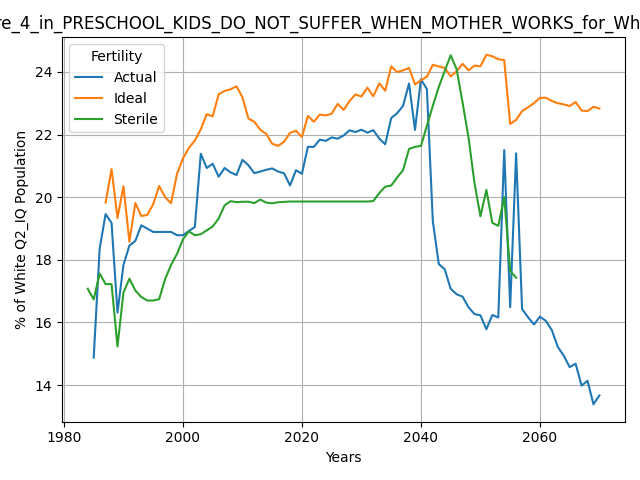 re_4_in_PRESCHOOL_KIDS_DO_NOT_SUFFER_WHEN_MOTHER_WORKS_for_Wh
Fertility
Actual
Ideal
Sterile
% of White Q2_IQ Population
24
22
20
18
16
14
1980
2000
2020
2040
2060
Years